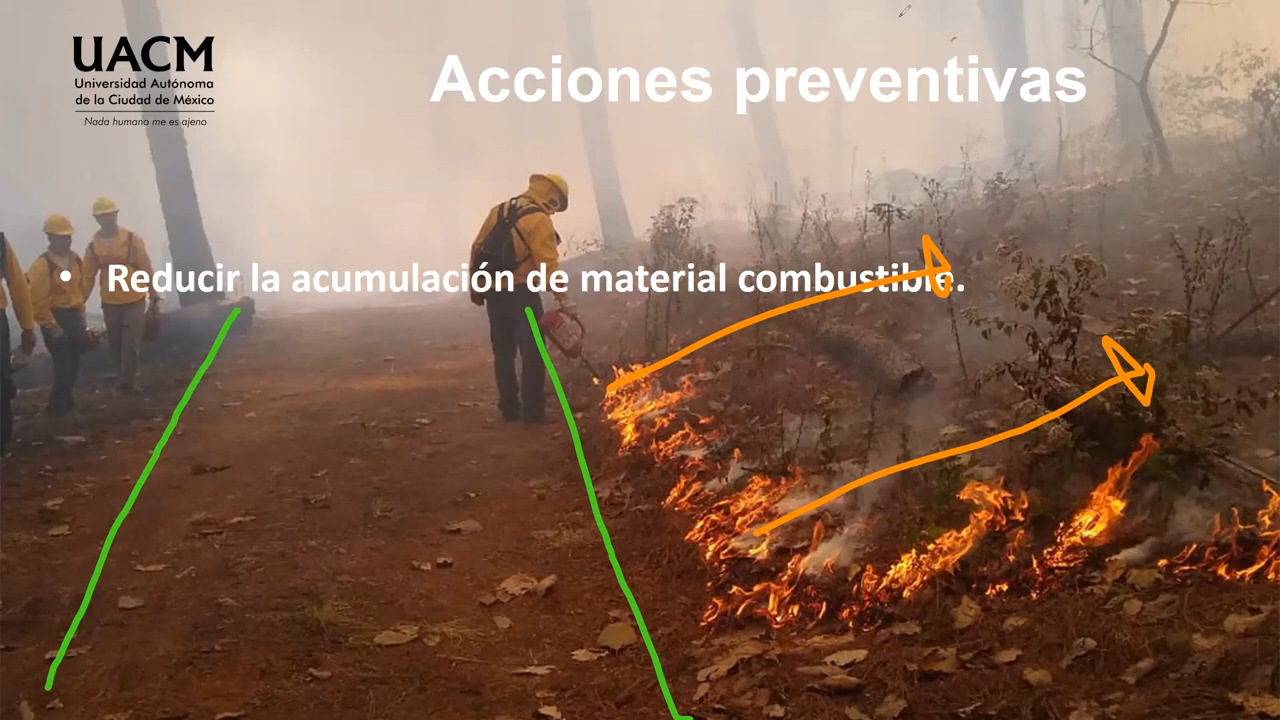 UACM
Universidad Autónoma
de la Ciudad de México
Nada humano me es ajeno
Acciones preventivas
• Reducir la acumulación de material combustible.